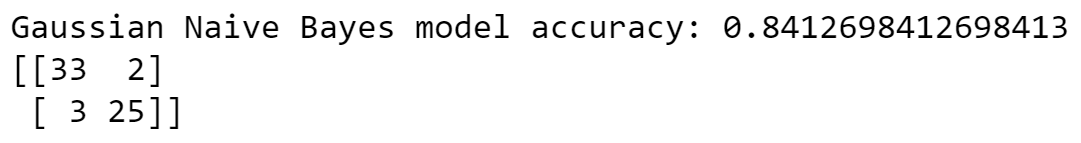 Gaussian Naive Bayes model accuracy: 0.8412698412698413
[[33  2]
 [ 3 25]]